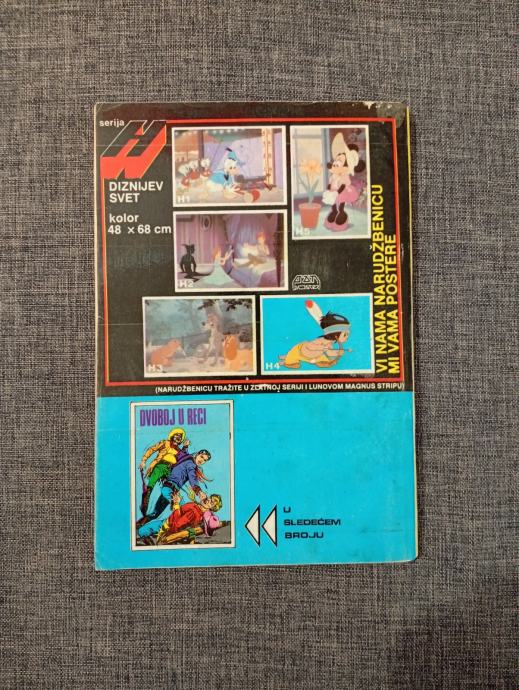 serija
H
DIZNIJEV
SVET
kolor
48 x 68 cm
H1
H5
H2
H3
H4
VI NAMA NARUDŽBENICU
MI VAMA POSTERE
(NARUDŽBENICU TRAŽITE U ZLATNOJ SERIJI I LUNOVOM MAGNUS STRIPU)
DVOBOJ U RECI
U
SLEDEĆEM
BROJU